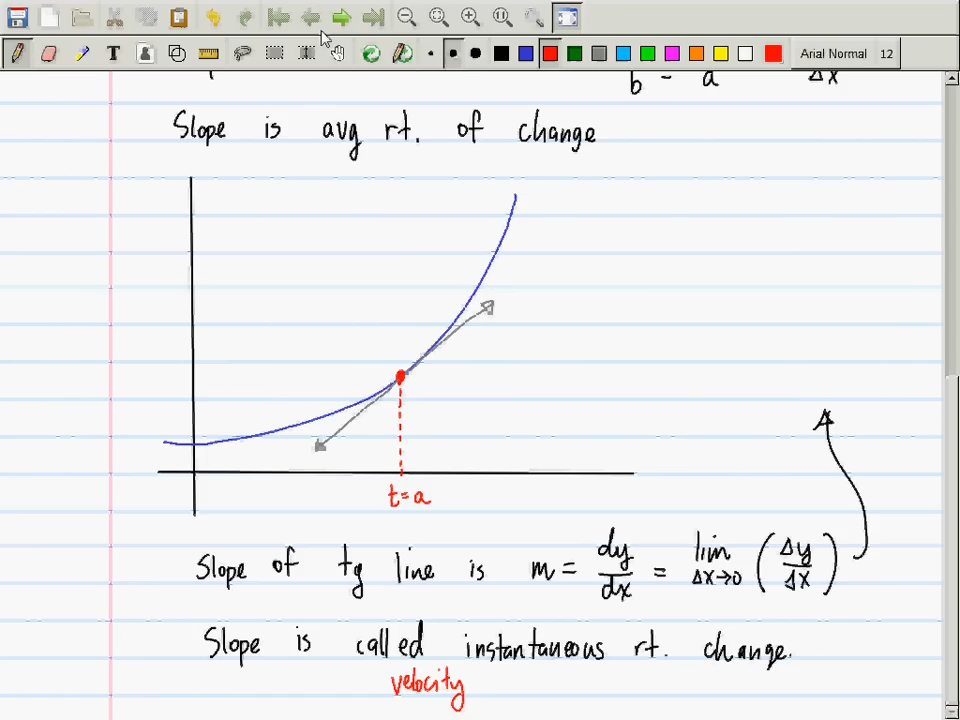 T Arial Normal 12
b - a Δx
Slope is avg rt. of change
t=a
Slope of tg line is m = dy/dx = lim Δx→0 (Δy/Δx)
Slope is called instantaneous rt. change.
velocity